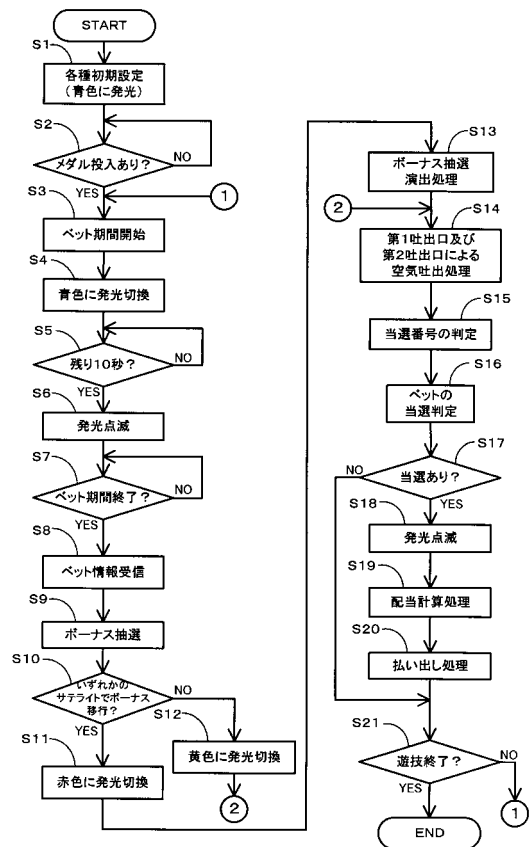 START
S1
各種初期設定
(青色に発光)
S2
メダル投入あり?
NO
YES
1
S3
ベット期間開始
S4
青色に発光切換
S5
残り10秒?
NO
YES
S6
発光点滅
S7
ベット期間終了?
NO
YES
S8
ベット情報受信
S9
ボーナス抽選
S10
いずれかの
サテライトでボーナス
移行?
NO
YES
S11
赤色に発光切換
S12
黄色に発光切換
2
S13
ボーナス抽選
演出処理
2
S14
第1吐出口及び
第2吐出口による
空気吐出処理
S15
当選番号の判定
S16
ベットの
当選判定
S17
当選あり?
NO
YES
S18
発光点滅
S19
配当計算処理
S20
払い出し処理
S21
遊技終了?
NO
YES
1
END